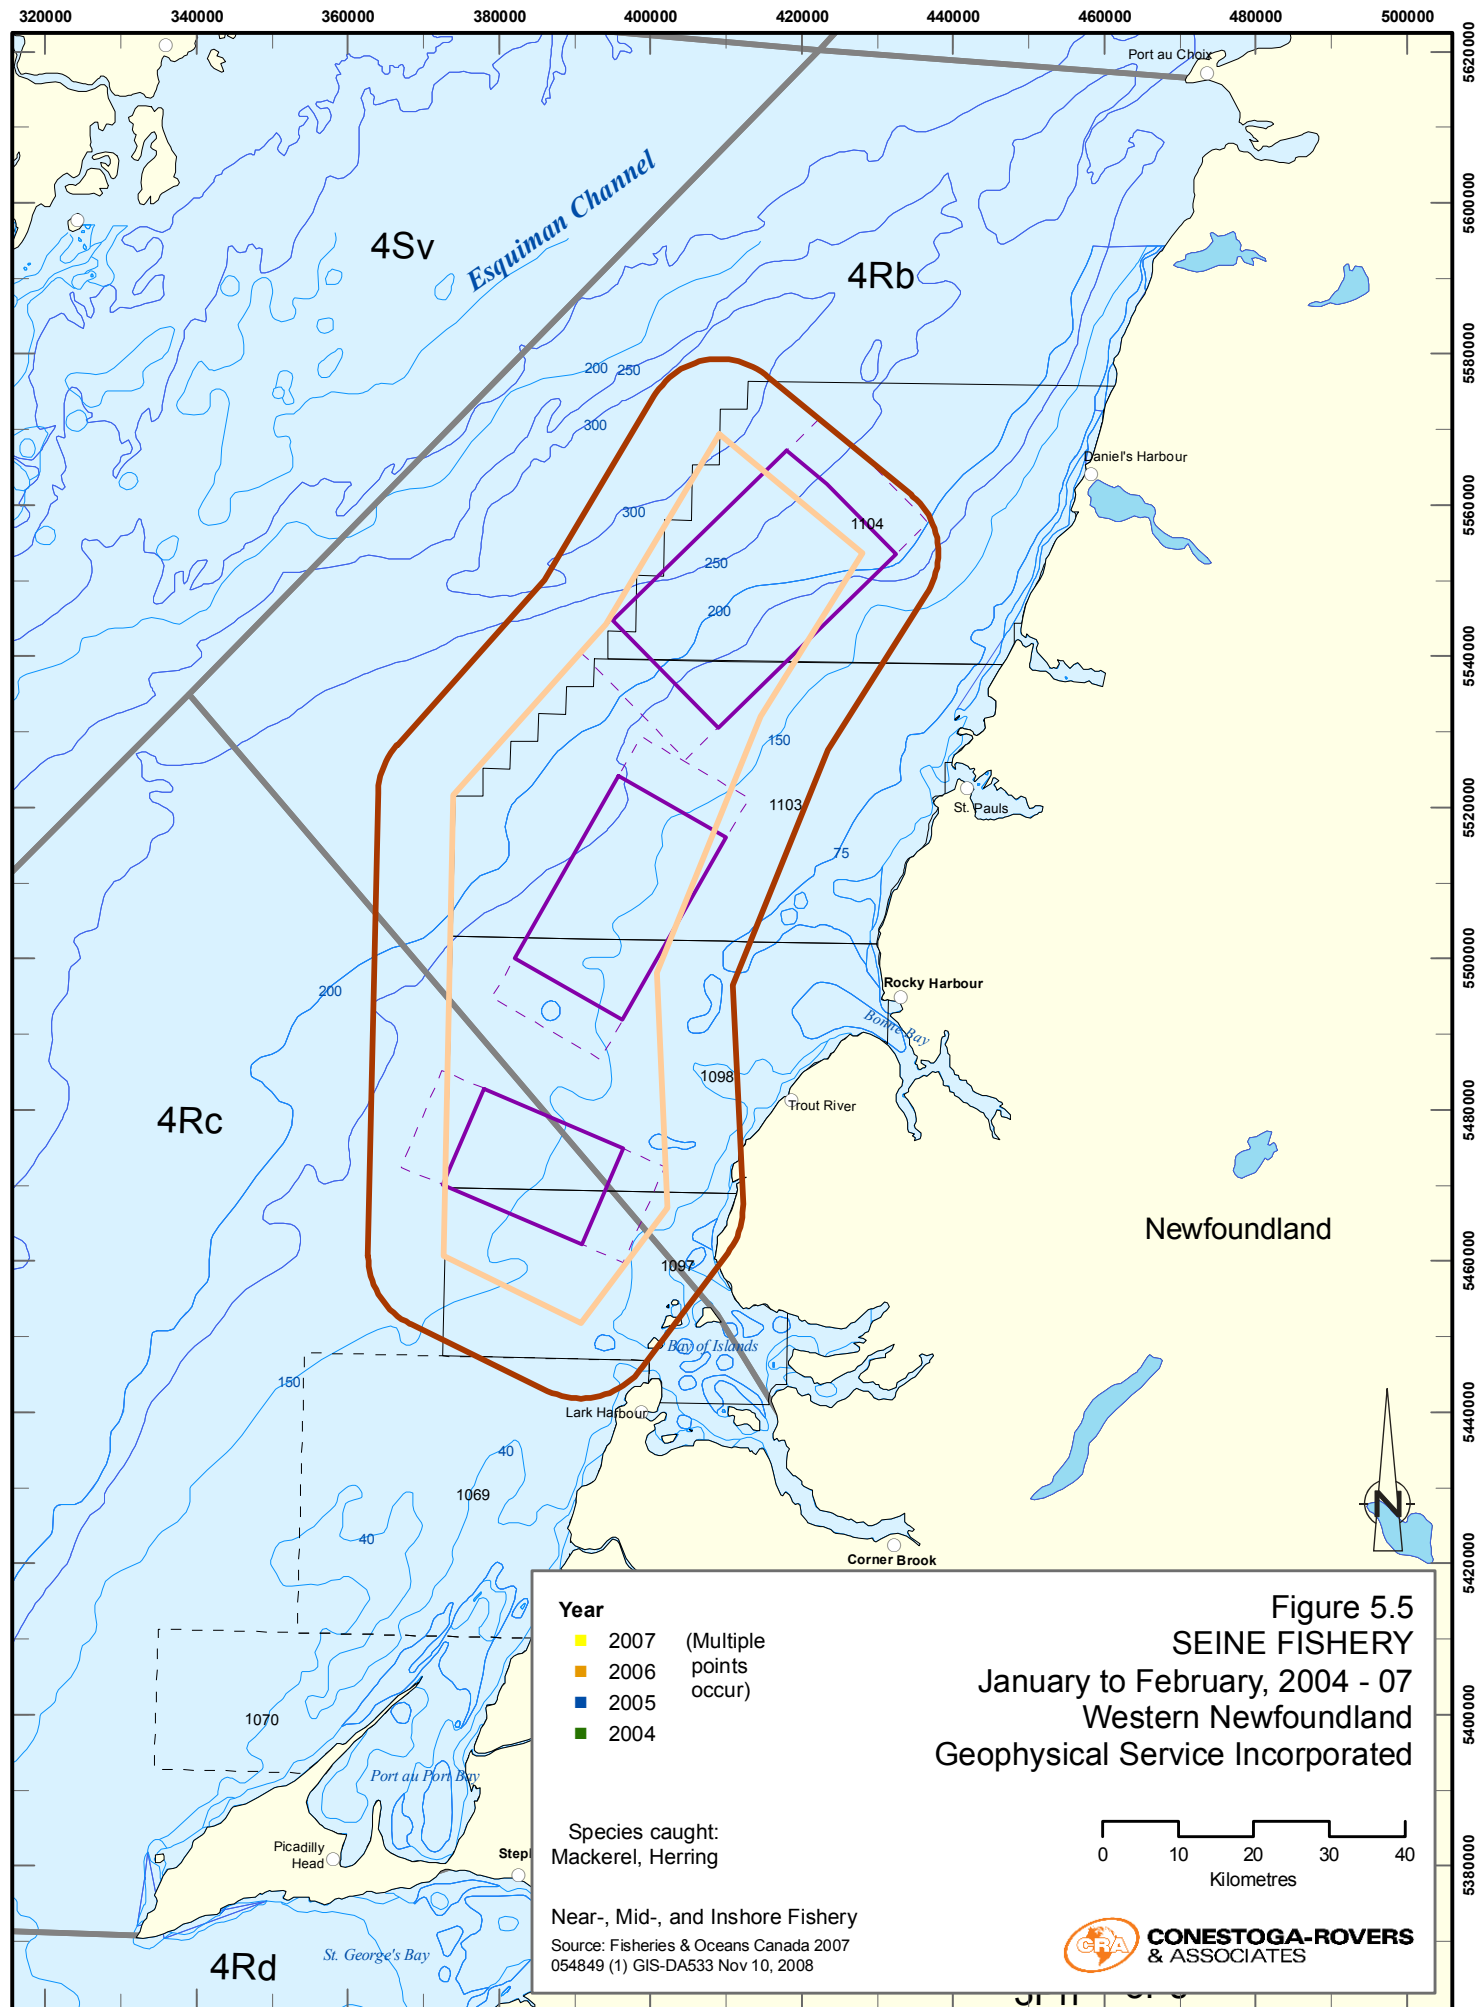 320000 340000 360000 380000 400000 420000 440000 460000 480000 500000
5620000
5600000
5580000
5560000
5540000
5520000
5500000
5480000
5460000
5440000
5420000
5400000
5380000
Port au Choix
Esquiman Channel
4Sv
4Rb
200 250
300
Daniel's Harbour
300
1104
250
200
150
1103
St. Pauls
75
200
Rocky Harbour
Bonne Bay
1098
Trout River
4Rc
Newfoundland
1097
Bay of Islands
150
Lark Harbour
40
1069
40
Corner Brook
N
1070
Port au Port Bay
Picadilly
Head
4Rd
St. George's Bay
Year
2007
2006
2005
2004
(Multiple
points
occur)
Figure 5.5
SEINE FISHERY
January to February, 2004 - 07
Western Newfoundland
Geophysical Service Incorporated
Species caught:
Mackerel, Herring
0 10 20 30 40
Kilometres
Near-, Mid-, and Inshore Fishery
Source: Fisheries & Oceans Canada 2007
054849 (1) GIS-DA533 Nov 10, 2008
CRA
CONESTOGA-ROVERS
& ASSOCIATES